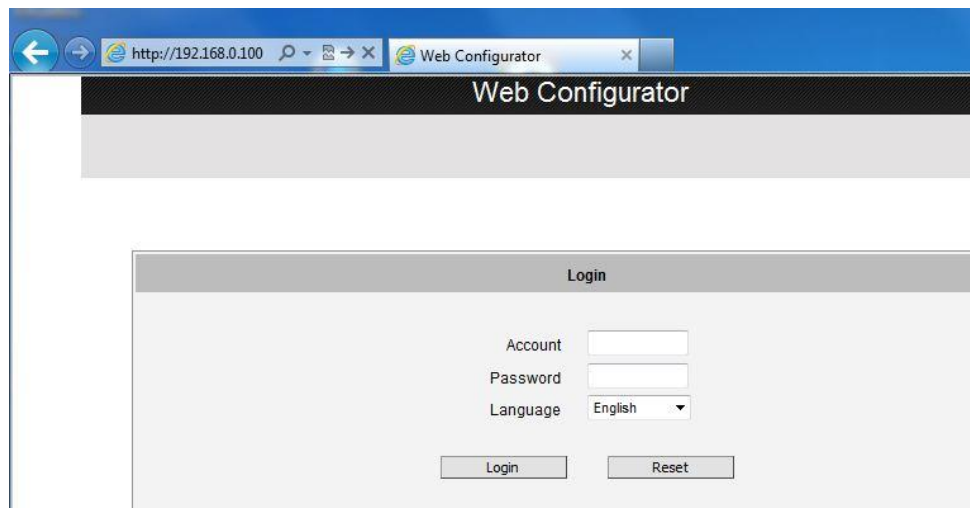 http://192.168.0.100
Web Configurator
Web Configurator
Login
Account
Password
Language English
Login Reset